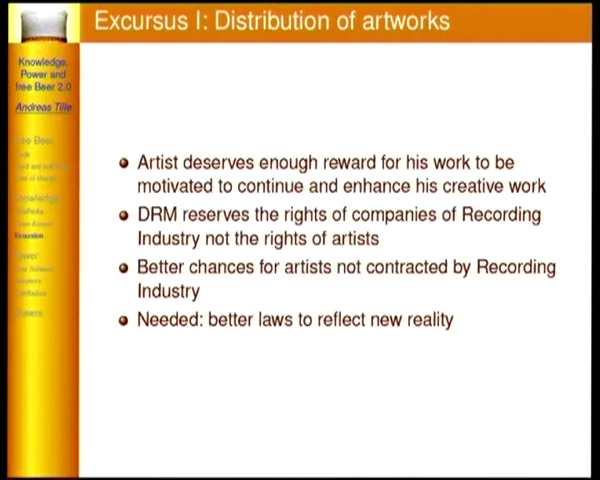 Excursus I: Distribution of artworks
Knowledge,
Power and
free Beer 2.0
Andreas Tille
Beer
Excursion
Artist deserves enough reward for his work to be
motivated to continue and enhance his creative work
DRM reserves the rights of companies of Recording
Industry not the rights of artists
Better chances for artists not contracted by Recording
Industry
Needed: better laws to reflect new reality